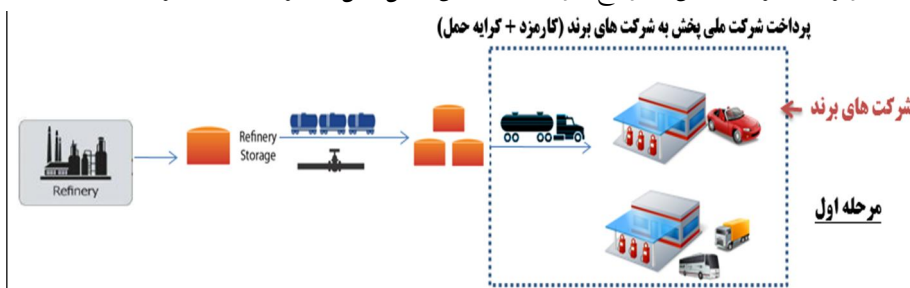 پرداخت شرکت ملی پخش به شرکت های برند (کارمزد + کرایه حمل)
شرکت های برند
Refinery
Storage
Refinery
مرحله اول